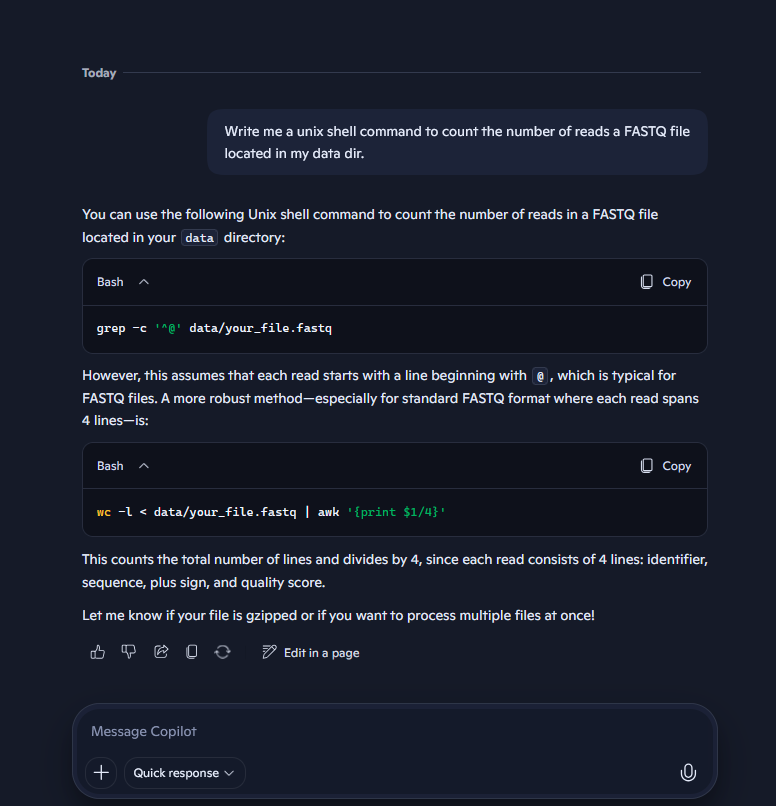 Today
Write me a unix shell command to count the number of reads a FASTQ file
located in my data dir.
You can use the following Unix shell command to count the number of reads in a FASTQ file
located in your data directory:
Bash
Copy
grep -c '^@' data/your_file.fastq
However, this assumes that each read starts with a line beginning with @, which is typical for
FASTQ files. A more robust method—especially for standard FASTQ format where each read spans
4 lines—is:
Bash
Copy
wc -l < data/your_file.fastq | awk '{print $1/4}'
This counts the total number of lines and divides by 4, since each read consists of 4 lines: identifier,
sequence, plus sign, and quality score.
Let me know if your file is gzipped or if you want to process multiple files at once!
Edit in a page
Message Copilot
Quick response